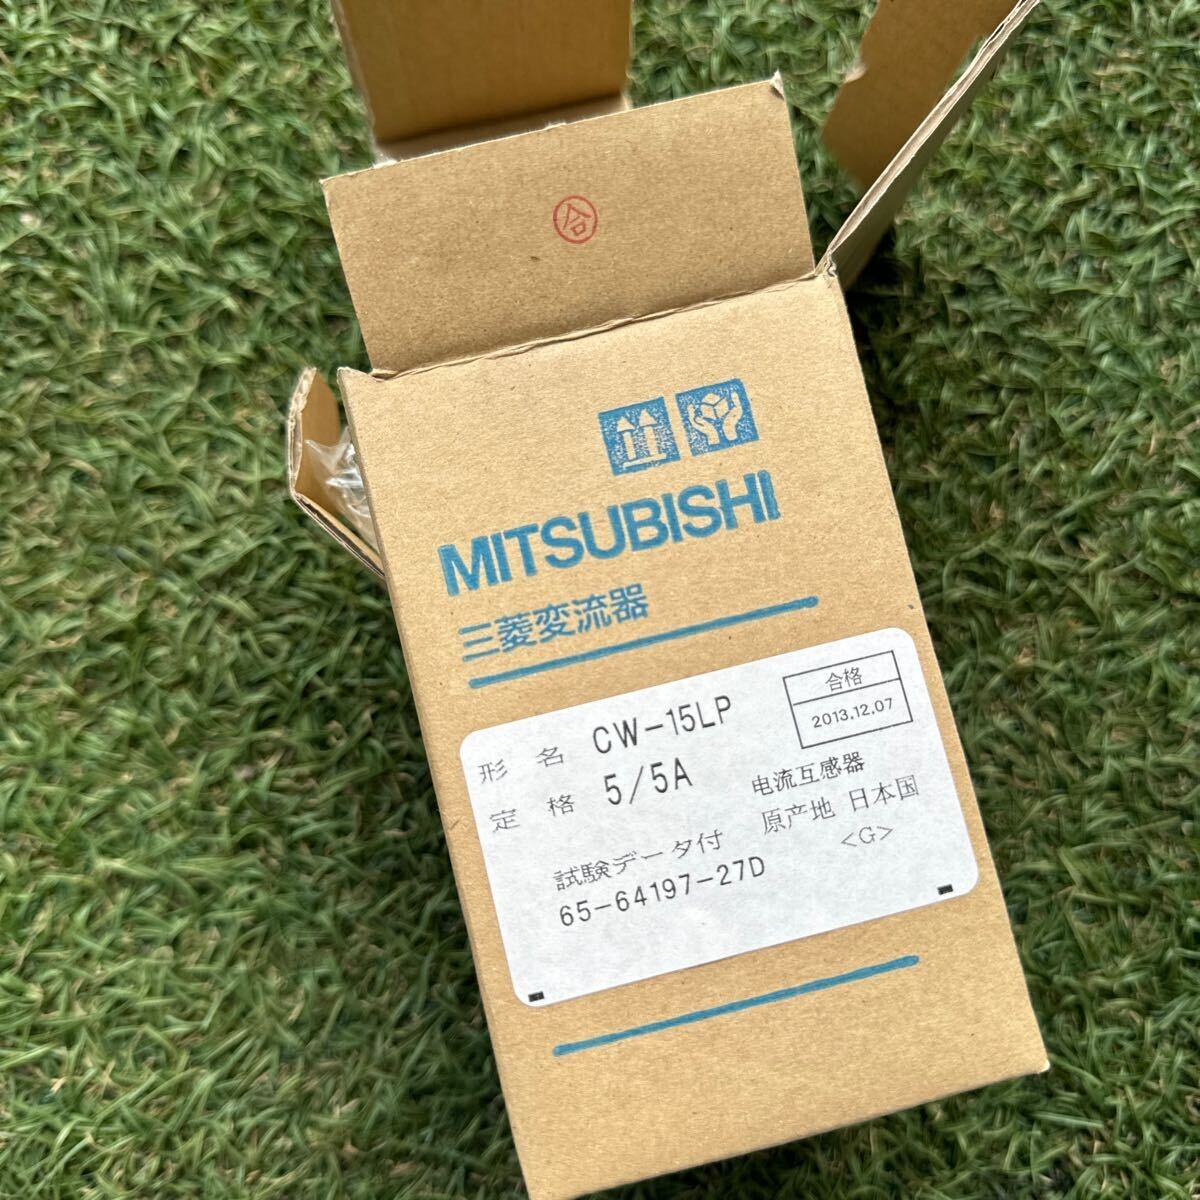 合
MITSUBISHI
三菱変流器
形名 CW-15LP
合格
2013.12.07
定格 5/5A
电流互感器
原产地 日本国
試験データ付
<G>
65-64197-27D